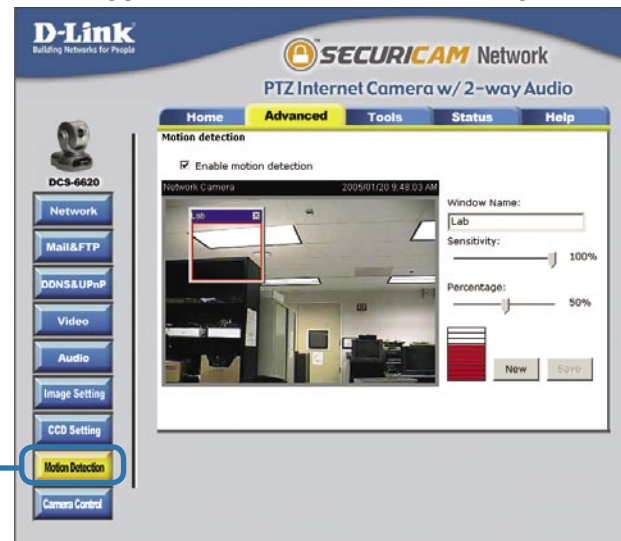 D-Link
Building Networks for People
SECURICAM Network
PTZ Internet Camera w/ 2-way Audio
Home Advanced Tools Status Help
DCS-6620
Network
Mail&FTP
DDNS&UPnP
Video
Audio
Image Setting
CCD Setting
Motion Detection
Camera Control
Motion detection
Enable motion detection
Network Camera 2005/01/20 9:48:03 AM
Lab
Window Name:
Lab
Sensitivity:
100%
Percentage:
50%
New Save